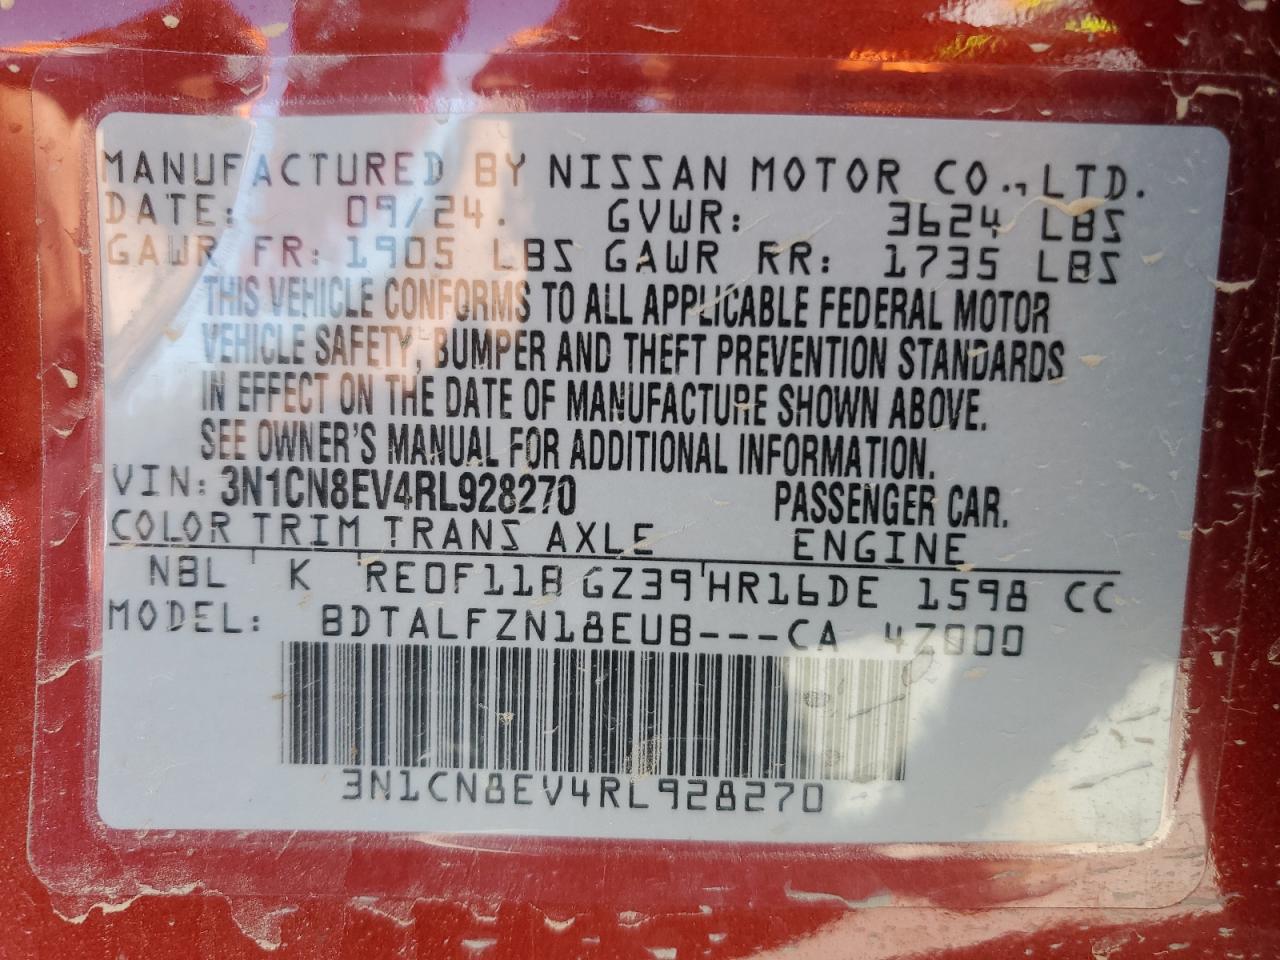 MANUFACTURED BY NISSAN MOTOR CO., LTD.
DATE: 09/24. GVWR: 3624 LBS
GAWR FR: 1905 LBS GAWR RR: 1735 LBS
THIS VEHICLE CONFORMS TO ALL APPLICABLE FEDERAL MOTOR
VEHICLE SAFETY, BUMPER AND THEFT PREVENTION STANDARDS
IN EFFECT ON THE DATE OF MANUFACTURE SHOWN ABOVE.
SEE OWNER'S MANUAL FOR ADDITIONAL INFORMATION.
VIN: 3N1CN8EV4RL928270 PASSENGER CAR.
COLOR TRIM TRANS AXLE ENGINE
NBL K RE0F11B GZ39 HR16DE 1598 CC
MODEL: BDTALFZN18EUB---CA 4Z000
3N1CN8EV4RL928270